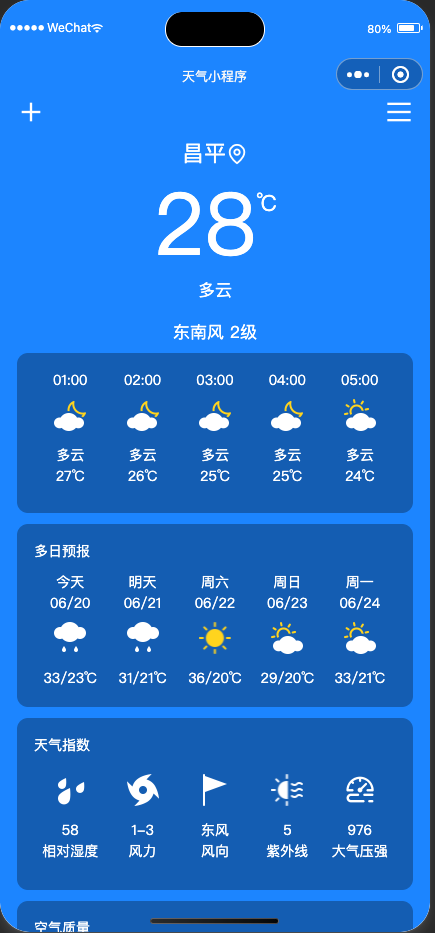 WeChat
80%
天气小程序
昌平
28℃
多云
东南风 2级
01:00 02:00 03:00 04:00 05:00
多云 多云 多云 多云 多云
27℃ 26℃ 25℃ 25℃ 24℃
多日预报
今天 明天 周六 周日 周一
06/20 06/21 06/22 06/23 06/24
33/23℃ 31/21℃ 36/20℃ 29/20℃ 33/21℃
天气指数
58 1-3 东风 5 976
相对湿度 风力 风向 紫外线 大气压强
空气质量